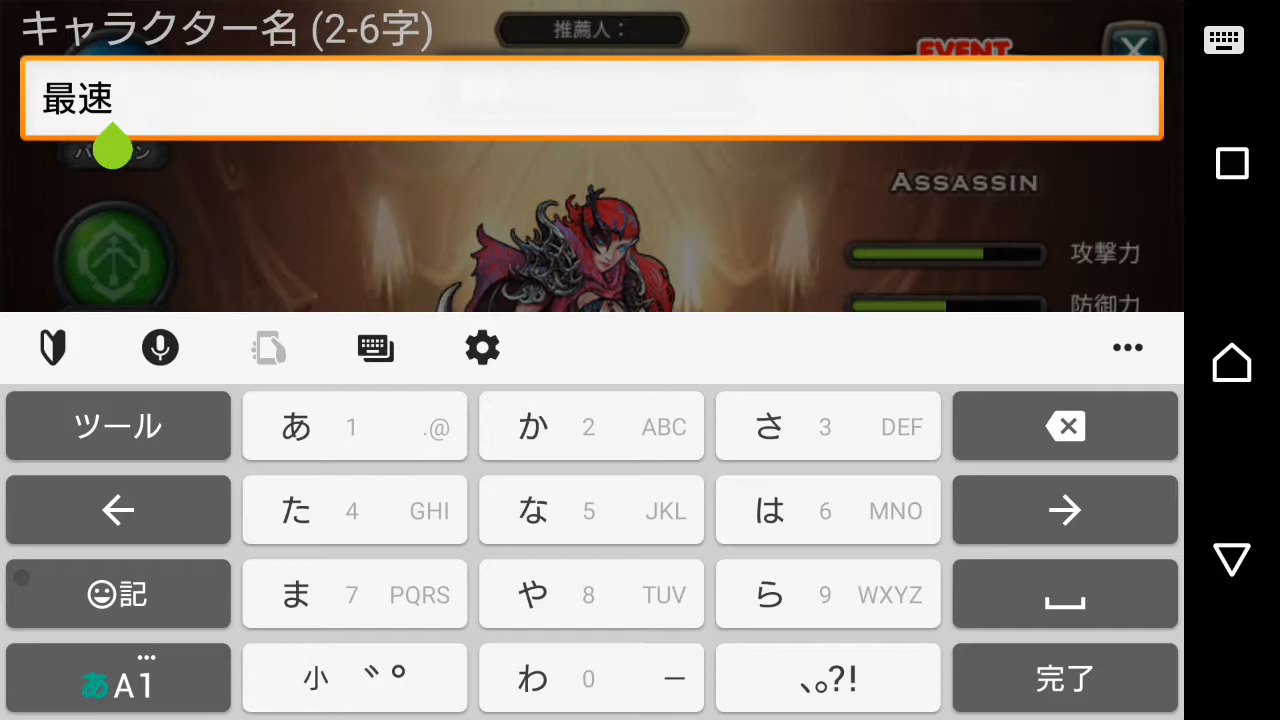 キャラクター名 (2-6字)
推薦人：
EVENT
最速
ASSASSIN
攻撃力
防御力
ツール
あ 1 .@
か 2 ABC
さ 3 DEF
た 4 GHI
な 5 JKL
は 6 MNO
記
ま 7 PQRS
や 8 TUV
ら 9 WXYZ
あA1
小 ゛゜
わ 0 ー
、。?!
完了